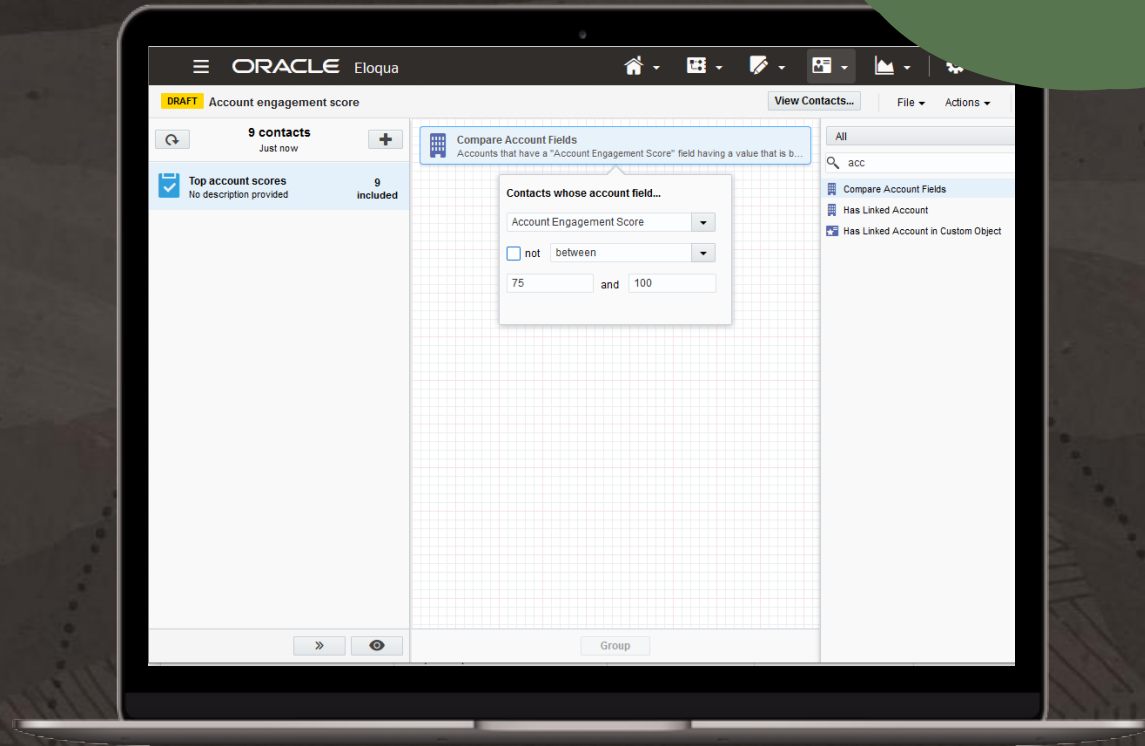 ORACLE Eloqua
DRAFT Account engagement score
View Contacts...
File
Actions
9 contacts
Just now
Top account scores
No description provided
9
included
Compare Account Fields
Accounts that have a "Account Engagement Score" field having a value that is b...
Contacts whose account field...
Account Engagement Score
not between
75 and 100
Group
All
acc
Compare Account Fields
Has Linked Account
Has Linked Account in Custom Object